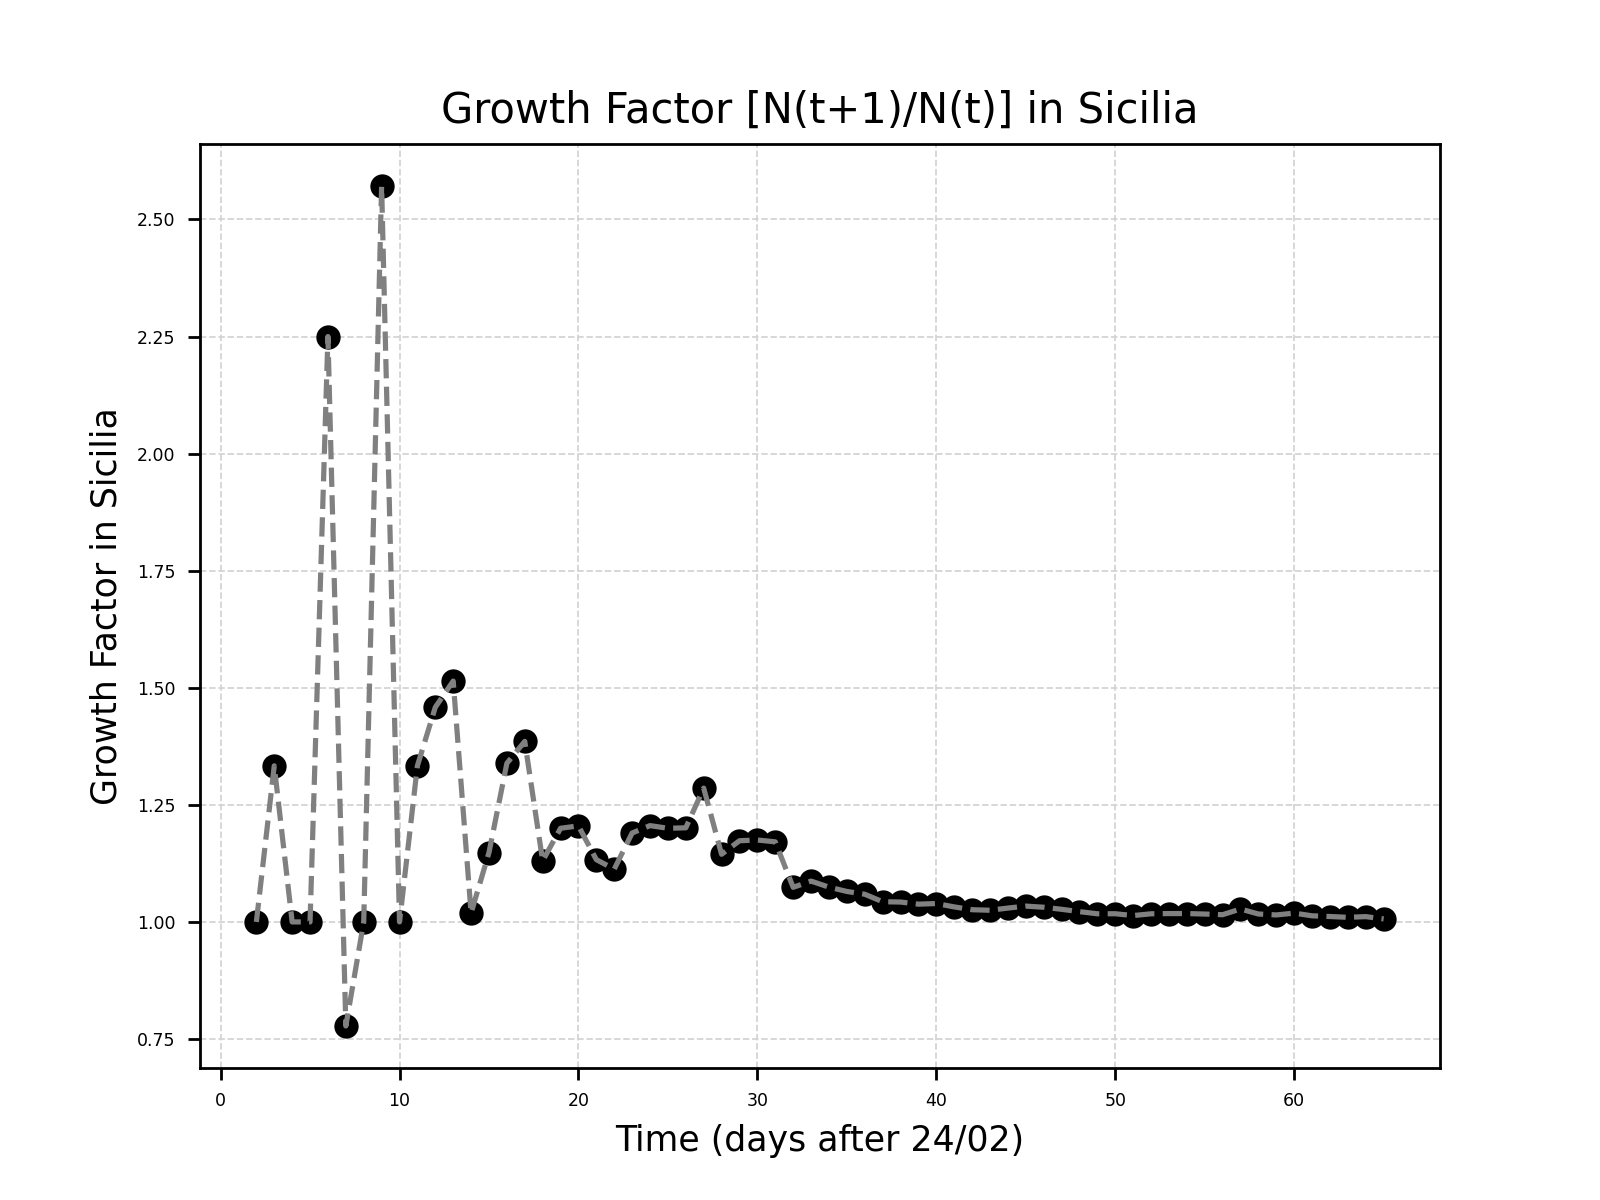 Growth Factor [N(t+1)/N(t)] in Sicilia
Growth Factor in Sicilia
2.50
2.25
2.00
1.75
1.50
1.25
1.00
0.75
0 10 20 30 40 50 60
Time (days after 24/02)